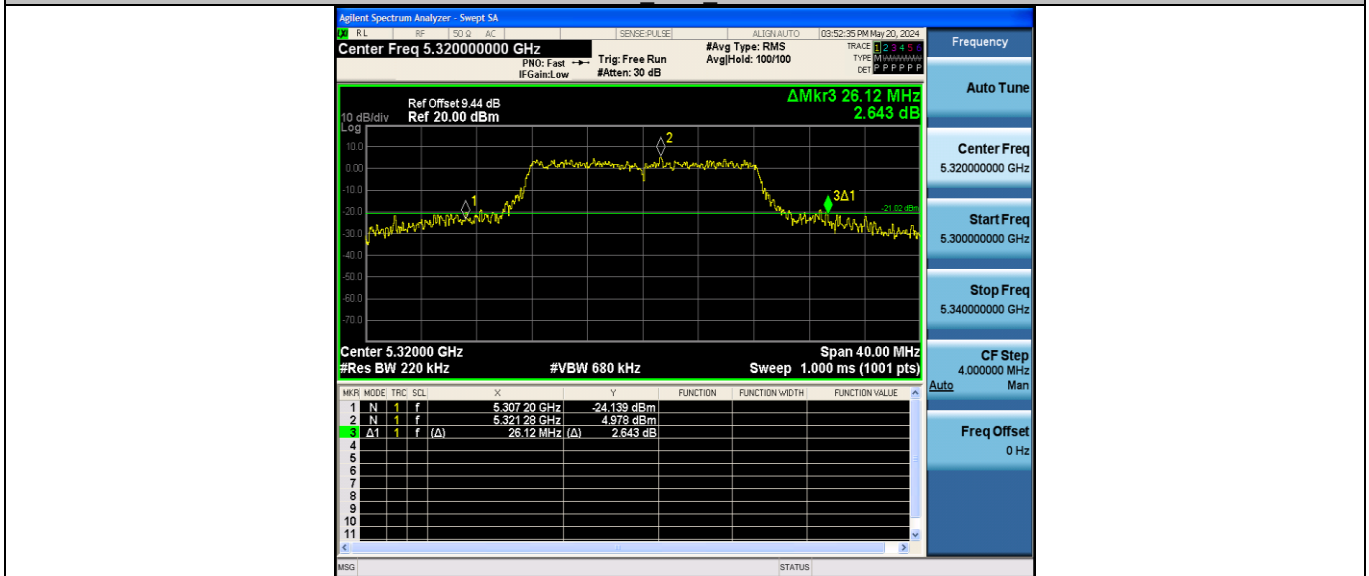 Agilent Spectrum Analyzer - Swept SA
RL RF 50 Ω AC SENSE:PULSE ALIGN AUTO 03:52:35 PM May 20, 2024
Center Freq 5.320000000 GHz
PNO: Fast
IFGain:Low
Trig: Free Run
#Atten: 30 dB
#Avg Type: RMS
Avg|Hold: 100/100
TRACE 1 2 3 4 5 6
TYPE M
DET P P P P P P
Frequency
Auto Tune
Center Freq
5.320000000 GHz
Start Freq
5.300000000 GHz
Stop Freq
5.340000000 GHz
CF Step
4.000000 MHz
Auto Man
Freq Offset
0 Hz
ΔMkr3 26.12 MHz
2.643 dB
Ref Offset 9.44 dB
10 dB/div Ref 20.00 dBm
Log
10.0
0.00
-10.0
-20.0
-30.0
-40.0
-50.0
-60.0
-70.0
1
2
3Δ1
-21.02 dBm
Center 5.32000 GHz Span 40.00 MHz
#Res BW 220 kHz #VBW 680 kHz Sweep 1.000 ms (1001 pts)
MKR MODE TRC SCL X Y FUNCTION FUNCTION WIDTH FUNCTION VALUE
1 N 1 f 5.307 20 GHz -24.139 dBm
2 N 1 f 5.321 28 GHz 4.978 dBm
3 Δ1 1 f (Δ) 26.12 MHz (Δ) 2.643 dB
4
5
6
7
8
9
10
11
MSG STATUS